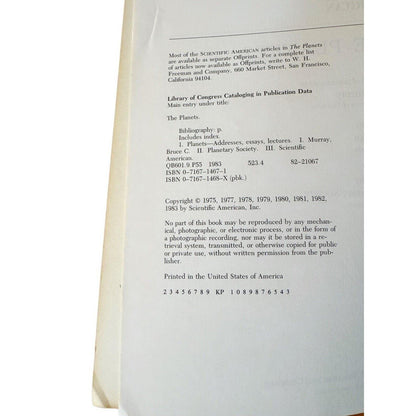 Most of the SCIENTIFIC AMERICAN articles in The Planets
are available as separate Offprints. For a complete list
of articles now available as Offprints, write to W. H.
Freeman and Company, 660 Market Street, San Francisco,
California 94104.
Library of Congress Cataloging in Publication Data
Main entry under title:
The Planets.
Bibliography: p.
Includes index.
1. Planets—Addresses, essays, lectures. I. Murray,
Bruce C. II. Planetary Society. III. Scientific
American.
QB601.9.P55 1983 523.4 82-21067
ISBN 0-7167-1467-1
ISBN 0-7167-1468-X (pbk.)
Copyright © 1975, 1977, 1978, 1979, 1980, 1981, 1982,
1983 by Scientific American, Inc.
No part of this book may be reproduced by any mechan-
ical, photographic, or electronic process, or in the form of
a photographic recording, nor may it be stored in a re-
trieval system, transmitted, or otherwise copied for public
or private use, without written permission from the pub-
lisher.
Printed in the United States of America
2 3 4 5 6 7 8 9 KP 1 0 8 9 8 7 6 5 4 3